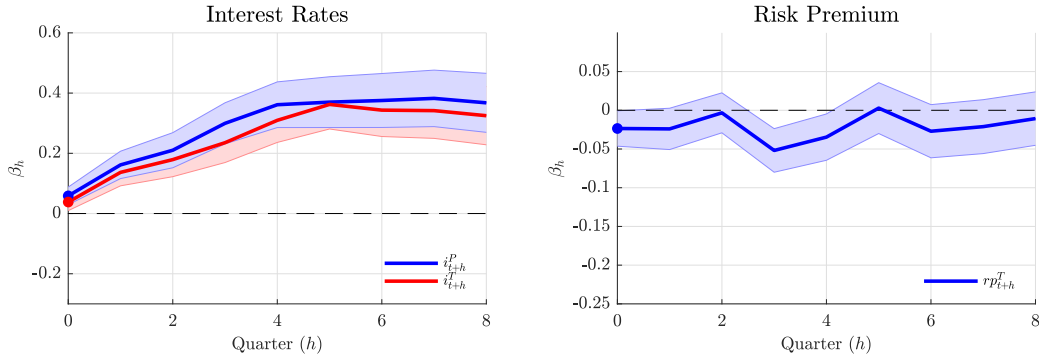 Interest Rates
0.6
0.4
0.2
0
-0.2
β_h
0
2
4
6
8
Quarter (h)
i^P_{t+h}
i^T_{t+h}
Risk Premium
0.05
0
-0.05
-0.1
-0.15
-0.2
-0.25
β_h
0
2
4
6
8
Quarter (h)
rp^T_{t+h}